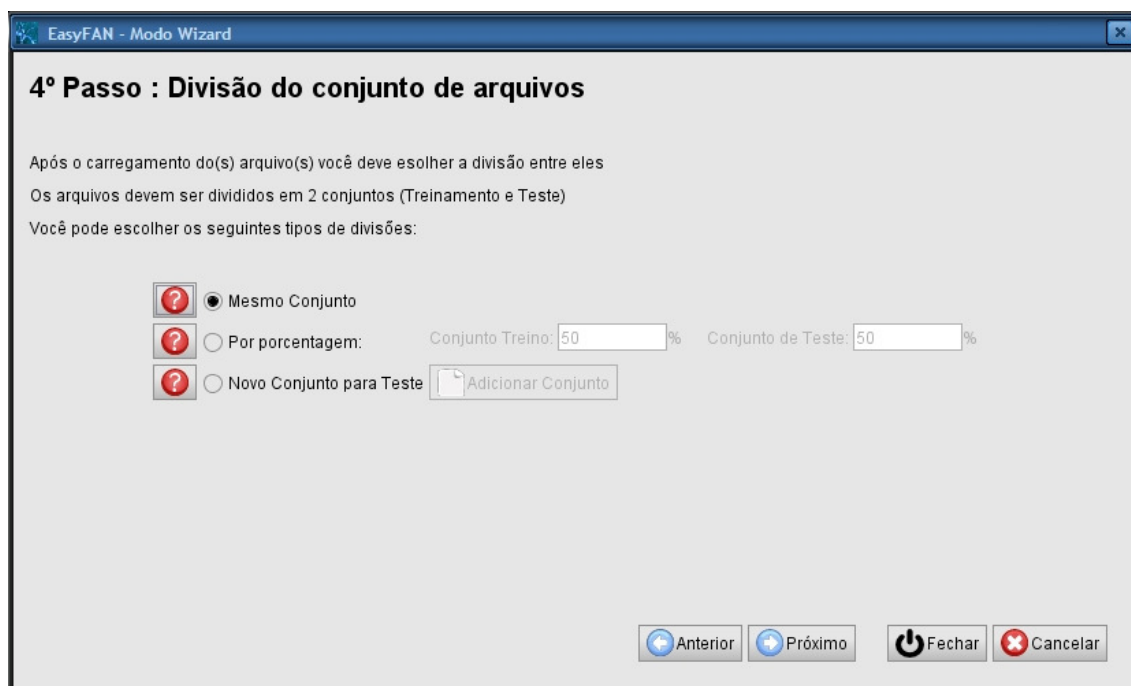 EasyFAN - Modo Wizard
4º Passo : Divisão do conjunto de arquivos
Após o carregamento do(s) arquivo(s) você deve esolher a divisão entre eles
Os arquivos devem ser divididos em 2 conjuntos (Treinamento e Teste)
Você pode escolher os seguintes tipos de divisões:
? Mesmo Conjunto
? Por porcentagem: Conjunto Treino: 50 % Conjunto de Teste: 50 %
? Novo Conjunto para Teste Adicionar Conjunto
Anterior Próximo Fechar Cancelar